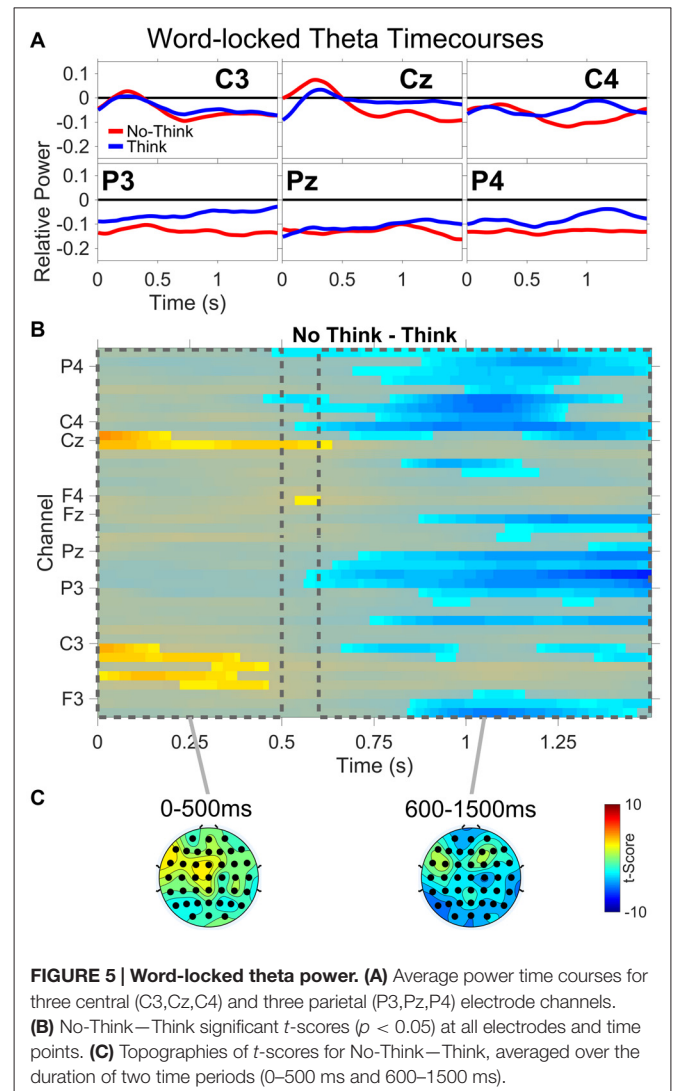 A
Word-locked Theta Timecourses
C3
Cz
C4
0.1
0
-0.1
-0.2
No-Think
Think
P3
Pz
P4
0.1
0
-0.1
-0.2
Relative Power
0 0.5 1
0 0.5 1
0 0.5 1
Time (s)
B
No Think - Think
P4
C4
Cz
F4
Fz
Pz
P3
C3
F3
Channel
0 0.25 0.5 0.75 1 1.25
Time (s)
C
0-500ms
600-1500ms
10
-10
t-Score
FIGURE 5 | Word-locked theta power. (A) Average power time courses for
three central (C3,Cz,C4) and three parietal (P3,Pz,P4) electrode channels.
(B) No-Think—Think significant t-scores (p < 0.05) at all electrodes and time
points. (C) Topographies of t-scores for No-Think—Think, averaged over the
duration of two time periods (0–500 ms and 600–1500 ms).